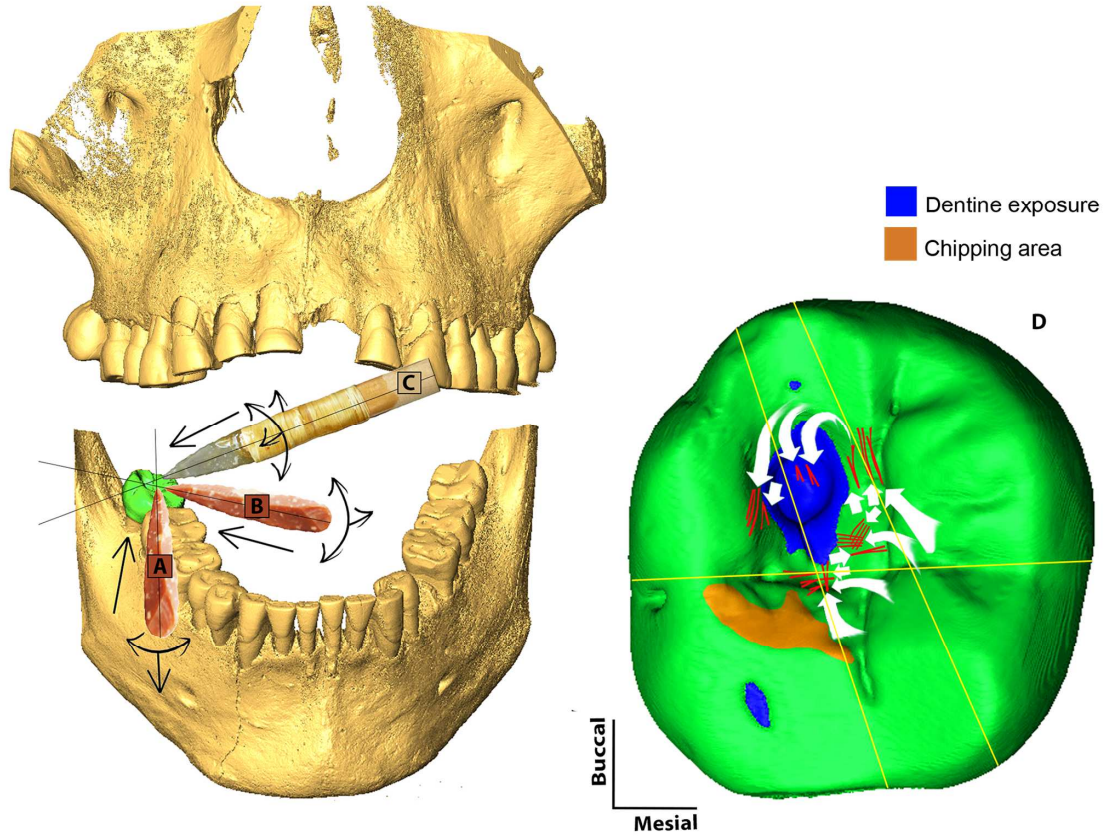 Dentine exposure
Chipping area
D
C
B
A
Buccal
Mesial